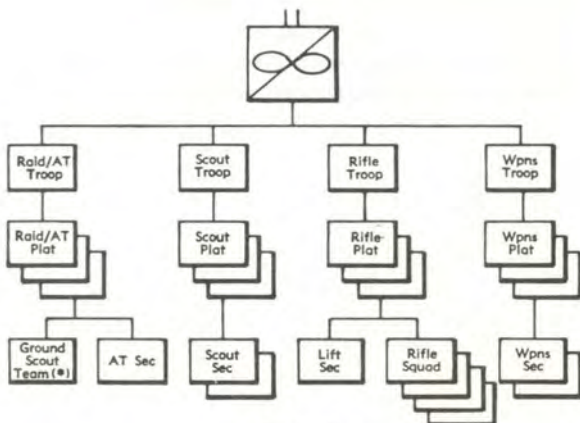 Raid/AT
Troop
Scout
Troop
Rifle
Troop
Wpns
Troop
Raid/AT
Plat
Scout
Plat
Rifle
Plat
Wpns
Plat
Ground
Scout
Team (*)
AT Sec
Scout
Sec
Lift
Sec
Rifle
Squad
Wpns
Sec